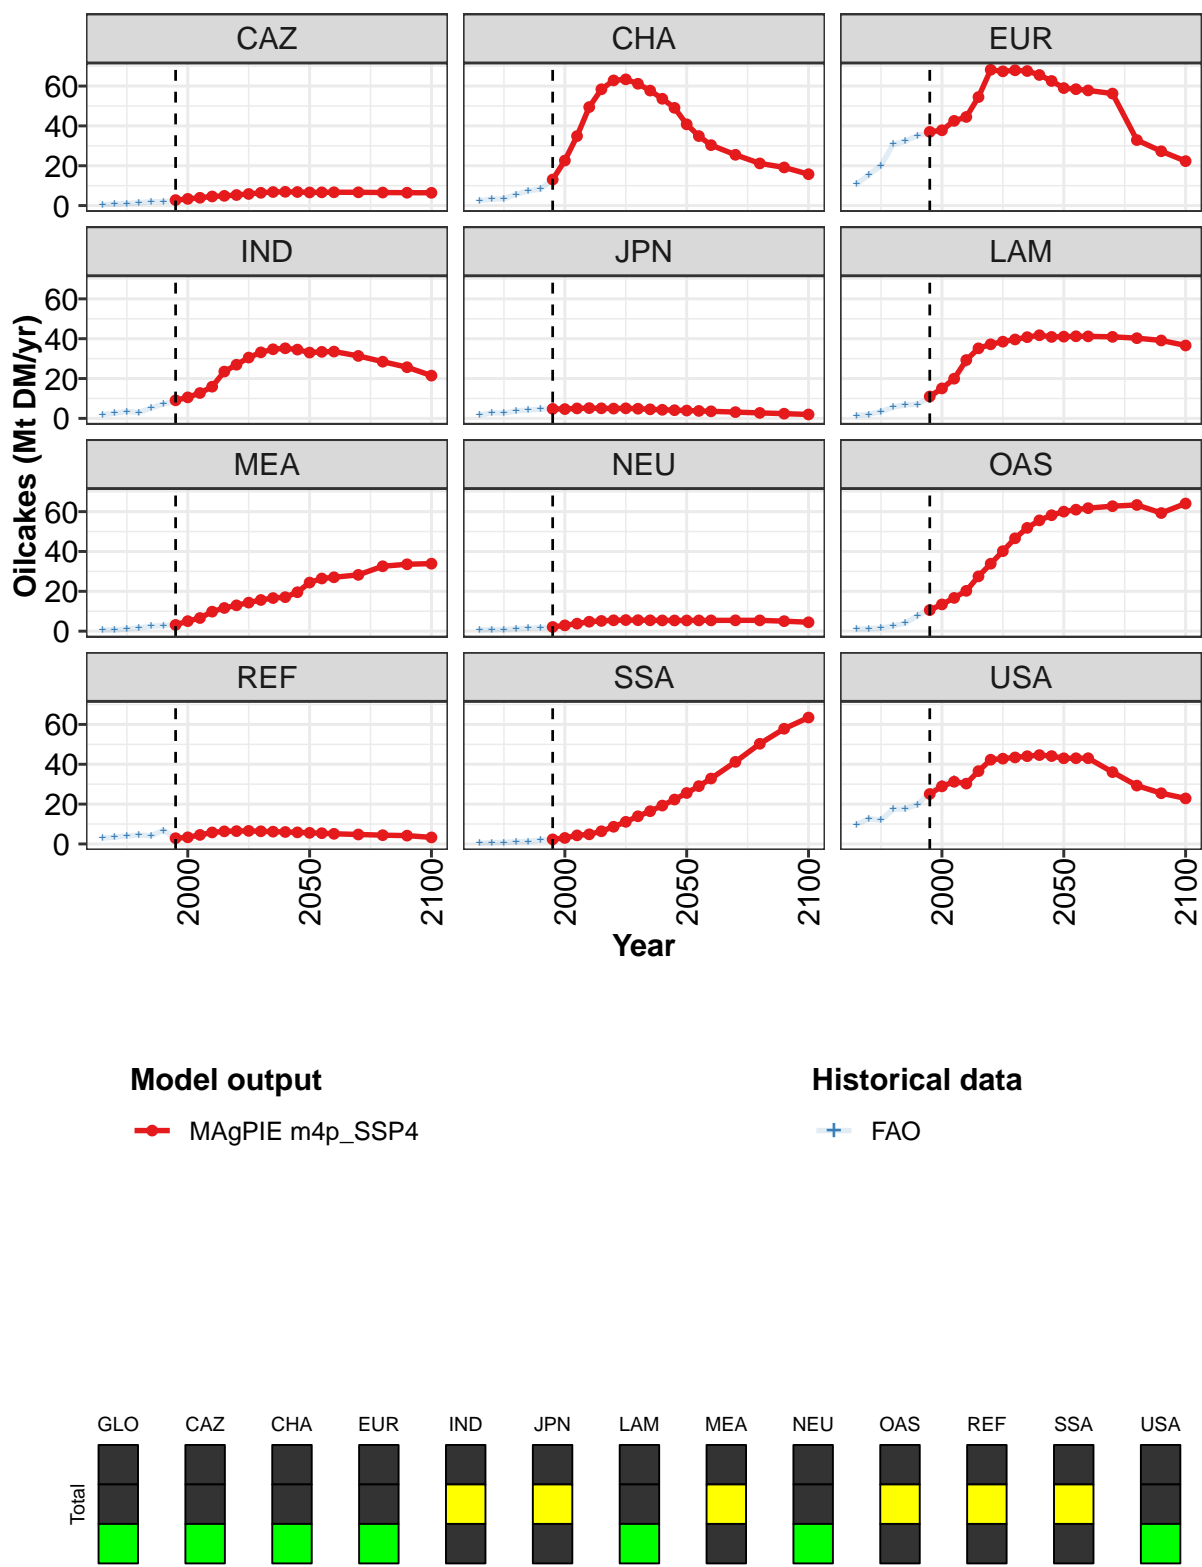 CAZ CHA EUR
60
40
20
0
IND JPN LAM
60
40
20
0
MEA NEU OAS
60
40
20
0
REF SSA USA
60
40
20
0
Oilcakes (Mt DM/yr)
2000 2050 2100 2000 2050 2100 2000 2050 2100
Year
Model output Historical data
MAgPIE m4p_SSP4 FAO
GLO CAZ CHA EUR IND JPN LAM MEA NEU OAS REF SSA USA
Total